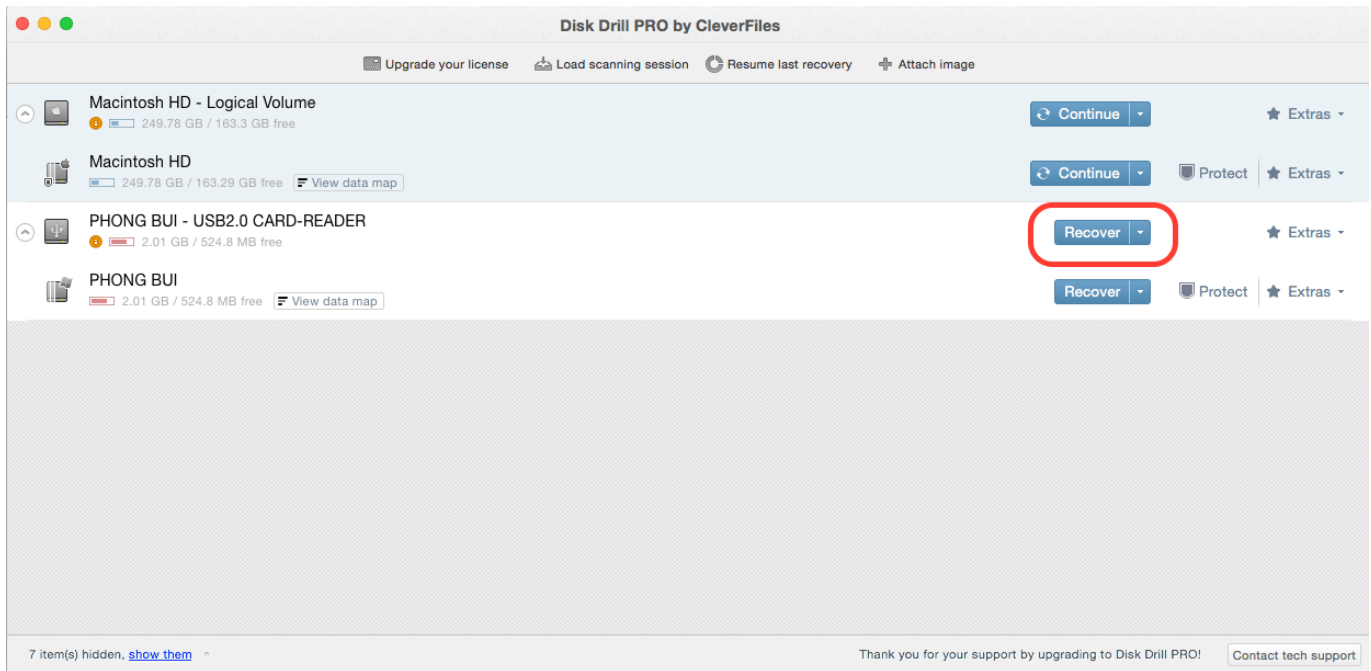 Disk Drill PRO by CleverFiles
Upgrade your license Load scanning session Resume last recovery Attach image
Macintosh HD - Logical Volume
249.78 GB / 163.3 GB free
Continue Extras
Macintosh HD
249.78 GB / 163.29 GB free View data map
Continue Protect Extras
PHONG BUI - USB2.0 CARD-READER
2.01 GB / 524.8 MB free
Recover Extras
PHONG BUI
2.01 GB / 524.8 MB free View data map
Recover Protect Extras
7 item(s) hidden, show them Thank you for your support by upgrading to Disk Drill PRO! Contact tech support